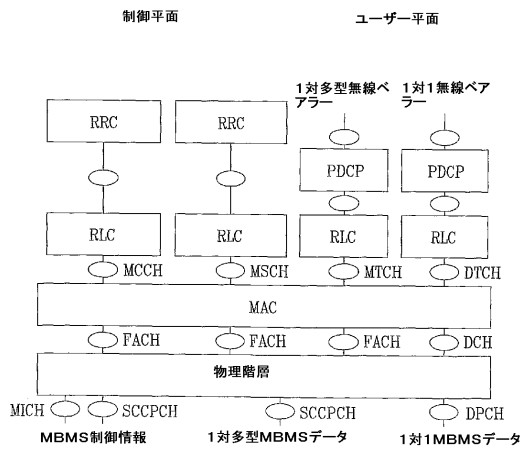 制御平面 ユーザー平面
1対多型無線ベアラー 1対1無線ベアラー
RRC RRC
PDCP PDCP
RLC RLC RLC RLC
MCCH MSCH MTCH DTCH
MAC
FACH FACH FACH DCH
物理階層
MICH SCCPCH SCCPCH DPCH
MBMS制御情報 1対多型MBMSデータ 1対1MBMSデータ